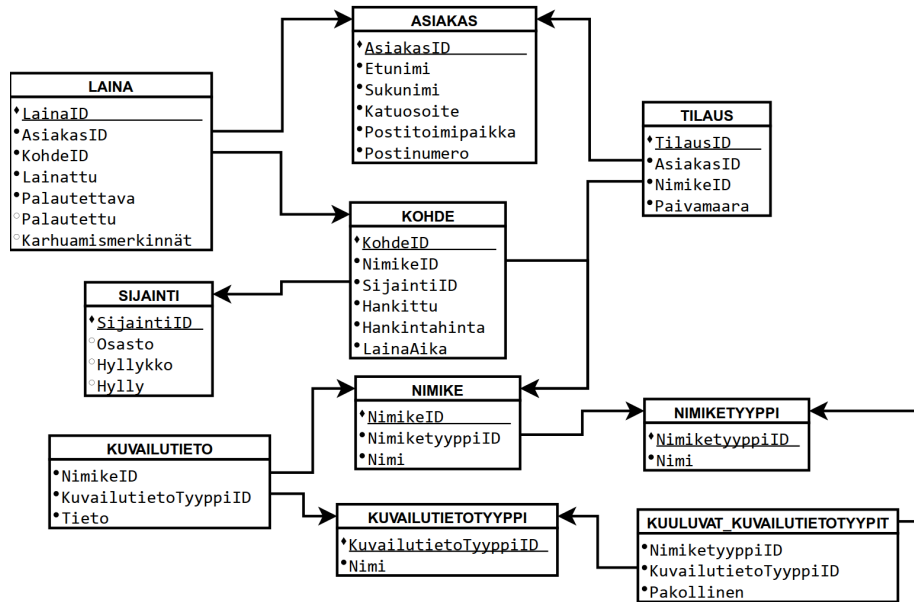 ASIAKAS
AsiakasID
Etunimi
Sukunimi
Katuosoite
Postitoimipaikka
Postinumero
LAINA
LainaID
AsiakasID
KohdeID
Lainattu
Palautettava
Palautettu
Karhuamismerkinnät
TILAUS
TilausID
AsiakasID
NimikeID
Paivamaara
KOHDE
KohdeID
NimikeID
SijaintiID
Hankittu
Hankintahinta
LainaAika
SIJAINTI
SijaintiID
Osasto
Hyllykko
Hylly
NIMIKE
NimikeID
NimiketyyppiID
Nimi
NIMIKETYYPPI
NimiketyyppiID
Nimi
KUVAILUTIETO
NimikeID
KuvailutietoTyyppiID
Tieto
KUVAILUTIETOTYYPPI
KuvailutietoTyyppiID
Nimi
KUULUVAT_KUVAILUTIETOTYYPIT
NimiketyyppiID
KuvailutietoTyyppiID
Pakollinen